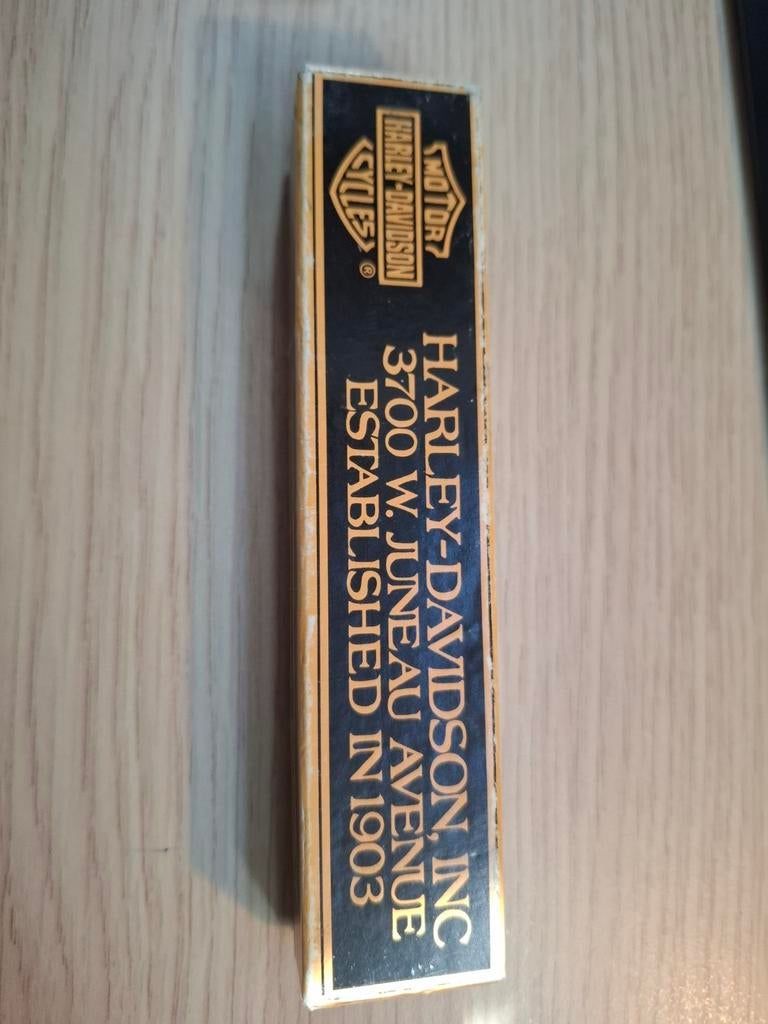 MOTOR
HARLEY-DAVIDSON
CYCLES
®
HARLEY-DAVIDSON, INC
3700 W. JUNEAU AVENUE
ESTABLISHED IN 1903